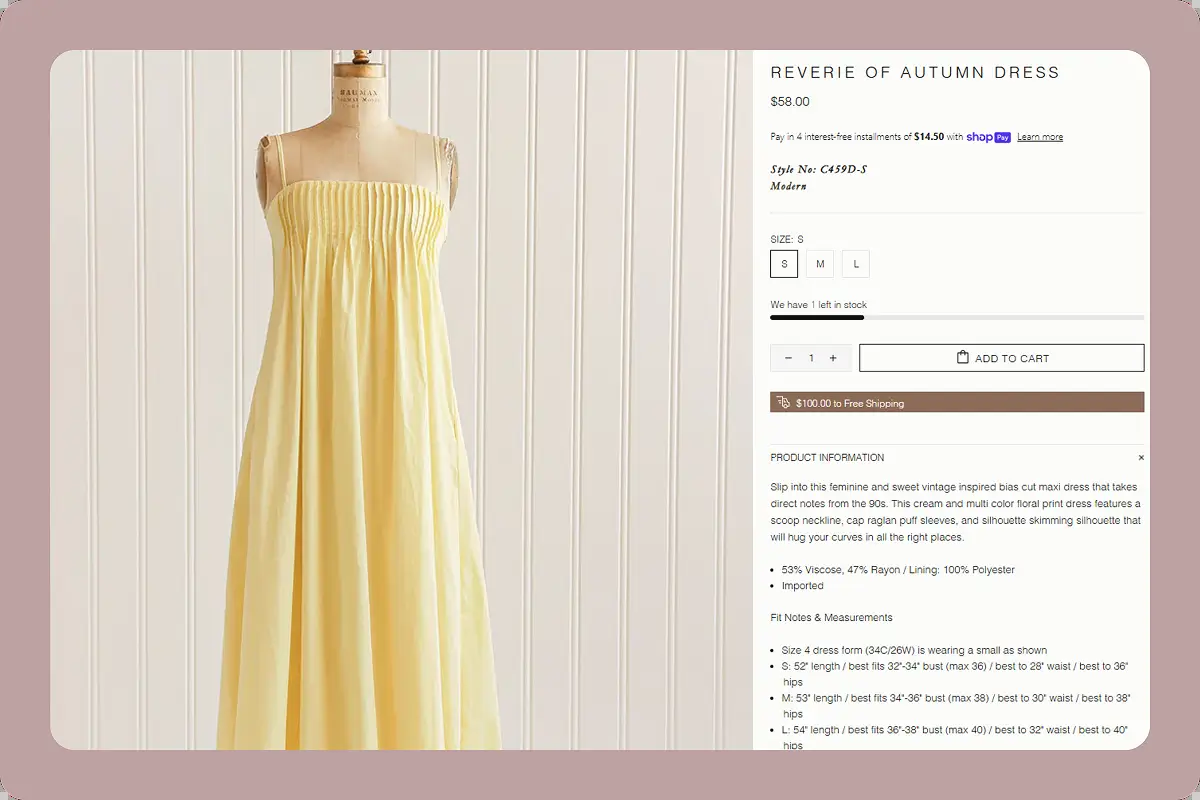 BAUMAX
REVERIE OF AUTUMN DRESS
$58.00
Pay in 4 interest-free installments of $14.50 with shop Pay Learn more
Style No: C459D-S
Modern
SIZE: S
S M L
We have 1 left in stock
− 1 + ADD TO CART
$100.00 to Free Shipping
PRODUCT INFORMATION ×
Slip into this feminine and sweet vintage inspired bias cut maxi dress that takes
direct notes from the 90s. This cream and multi color floral print dress features a
scoop neckline, cap raglan puff sleeves, and silhouette skimming silhouette that
will hug your curves in all the right places.
• 53% Viscose, 47% Rayon / Lining: 100% Polyester
• Imported
Fit Notes & Measurements
• Size 4 dress form (34C/26W) is wearing a small as shown
• S: 52" length / best fits 32"-34" bust (max 36) / best to 28" waist / best to 36"
hips
• M: 53" length / best fits 34"-36" bust (max 38) / best to 30" waist / best to 38"
hips
• L: 54" length / best fits 36"-38" bust (max 40) / best to 32" waist / best to 40"
hips